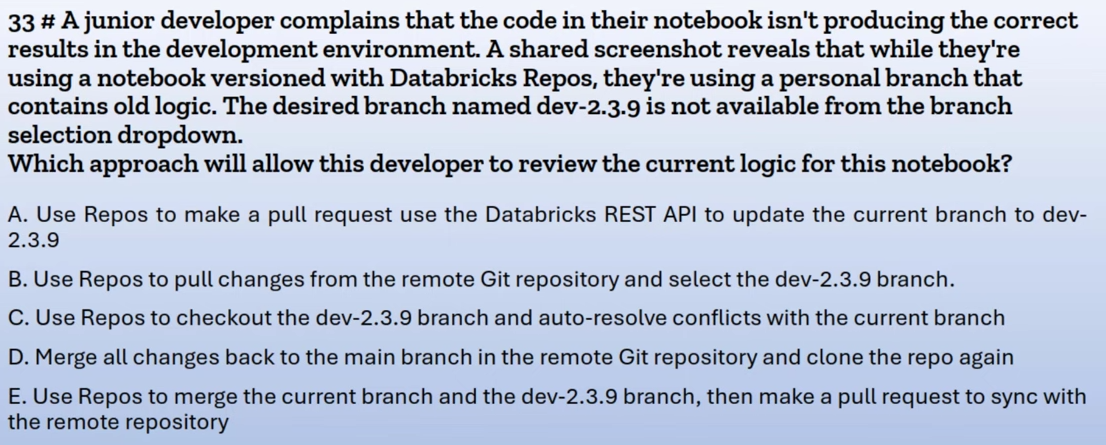 33 # A junior developer complains that the code in their notebook isn't producing the correct
results in the development environment. A shared screenshot reveals that while they're
using a notebook versioned with Databricks Repos, they're using a personal branch that
contains old logic. The desired branch named dev-2.3.9 is not available from the branch
selection dropdown.
Which approach will allow this developer to review the current logic for this notebook?
A. Use Repos to make a pull request use the Databricks REST API to update the current branch to dev-
2.3.9
B. Use Repos to pull changes from the remote Git repository and select the dev-2.3.9 branch.
C. Use Repos to checkout the dev-2.3.9 branch and auto-resolve conflicts with the current branch
D. Merge all changes back to the main branch in the remote Git repository and clone the repo again
E. Use Repos to merge the current branch and the dev-2.3.9 branch, then make a pull request to sync with
the remote repository